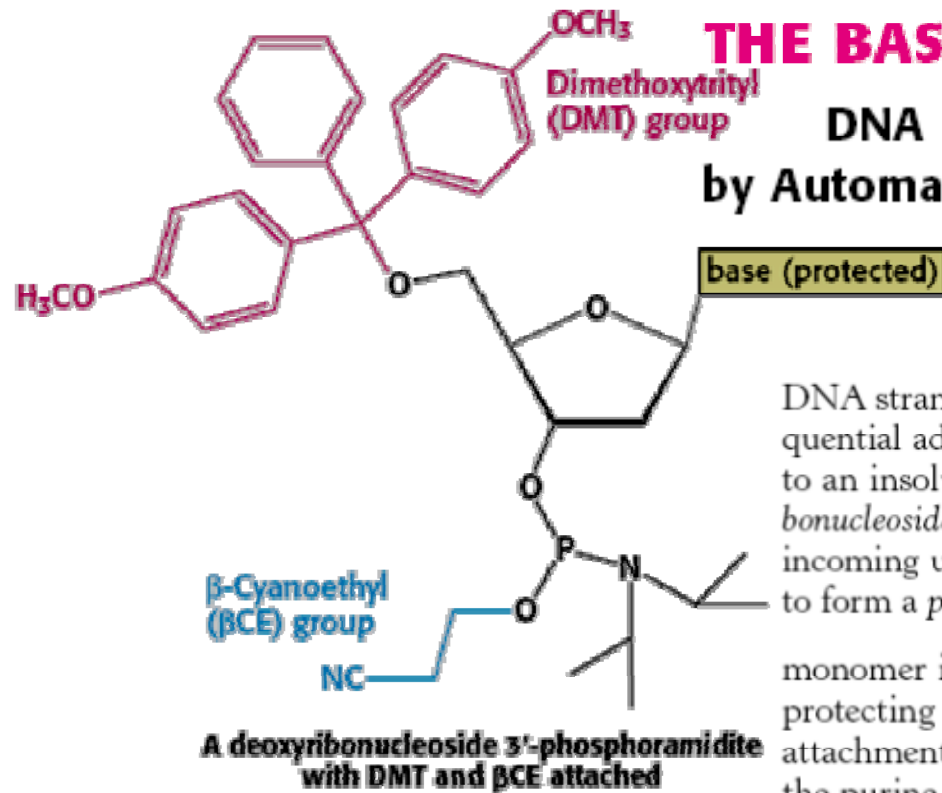 OCH₃
THE BAS
Dimethoxytrityl
(DMT) group
DNA
by Automa
base (protected)
O
O
H₃CO
DNA stran
quential ad
to an insol
bonucleosid
incoming u
to form a p
O
P
N
β-Cyanoethyl
(βCE) group
O
NC
monomer i
protecting
attachment
the purine
A deoxyribonucleoside 3'-phosphoramidite
with DMT and βCE attached